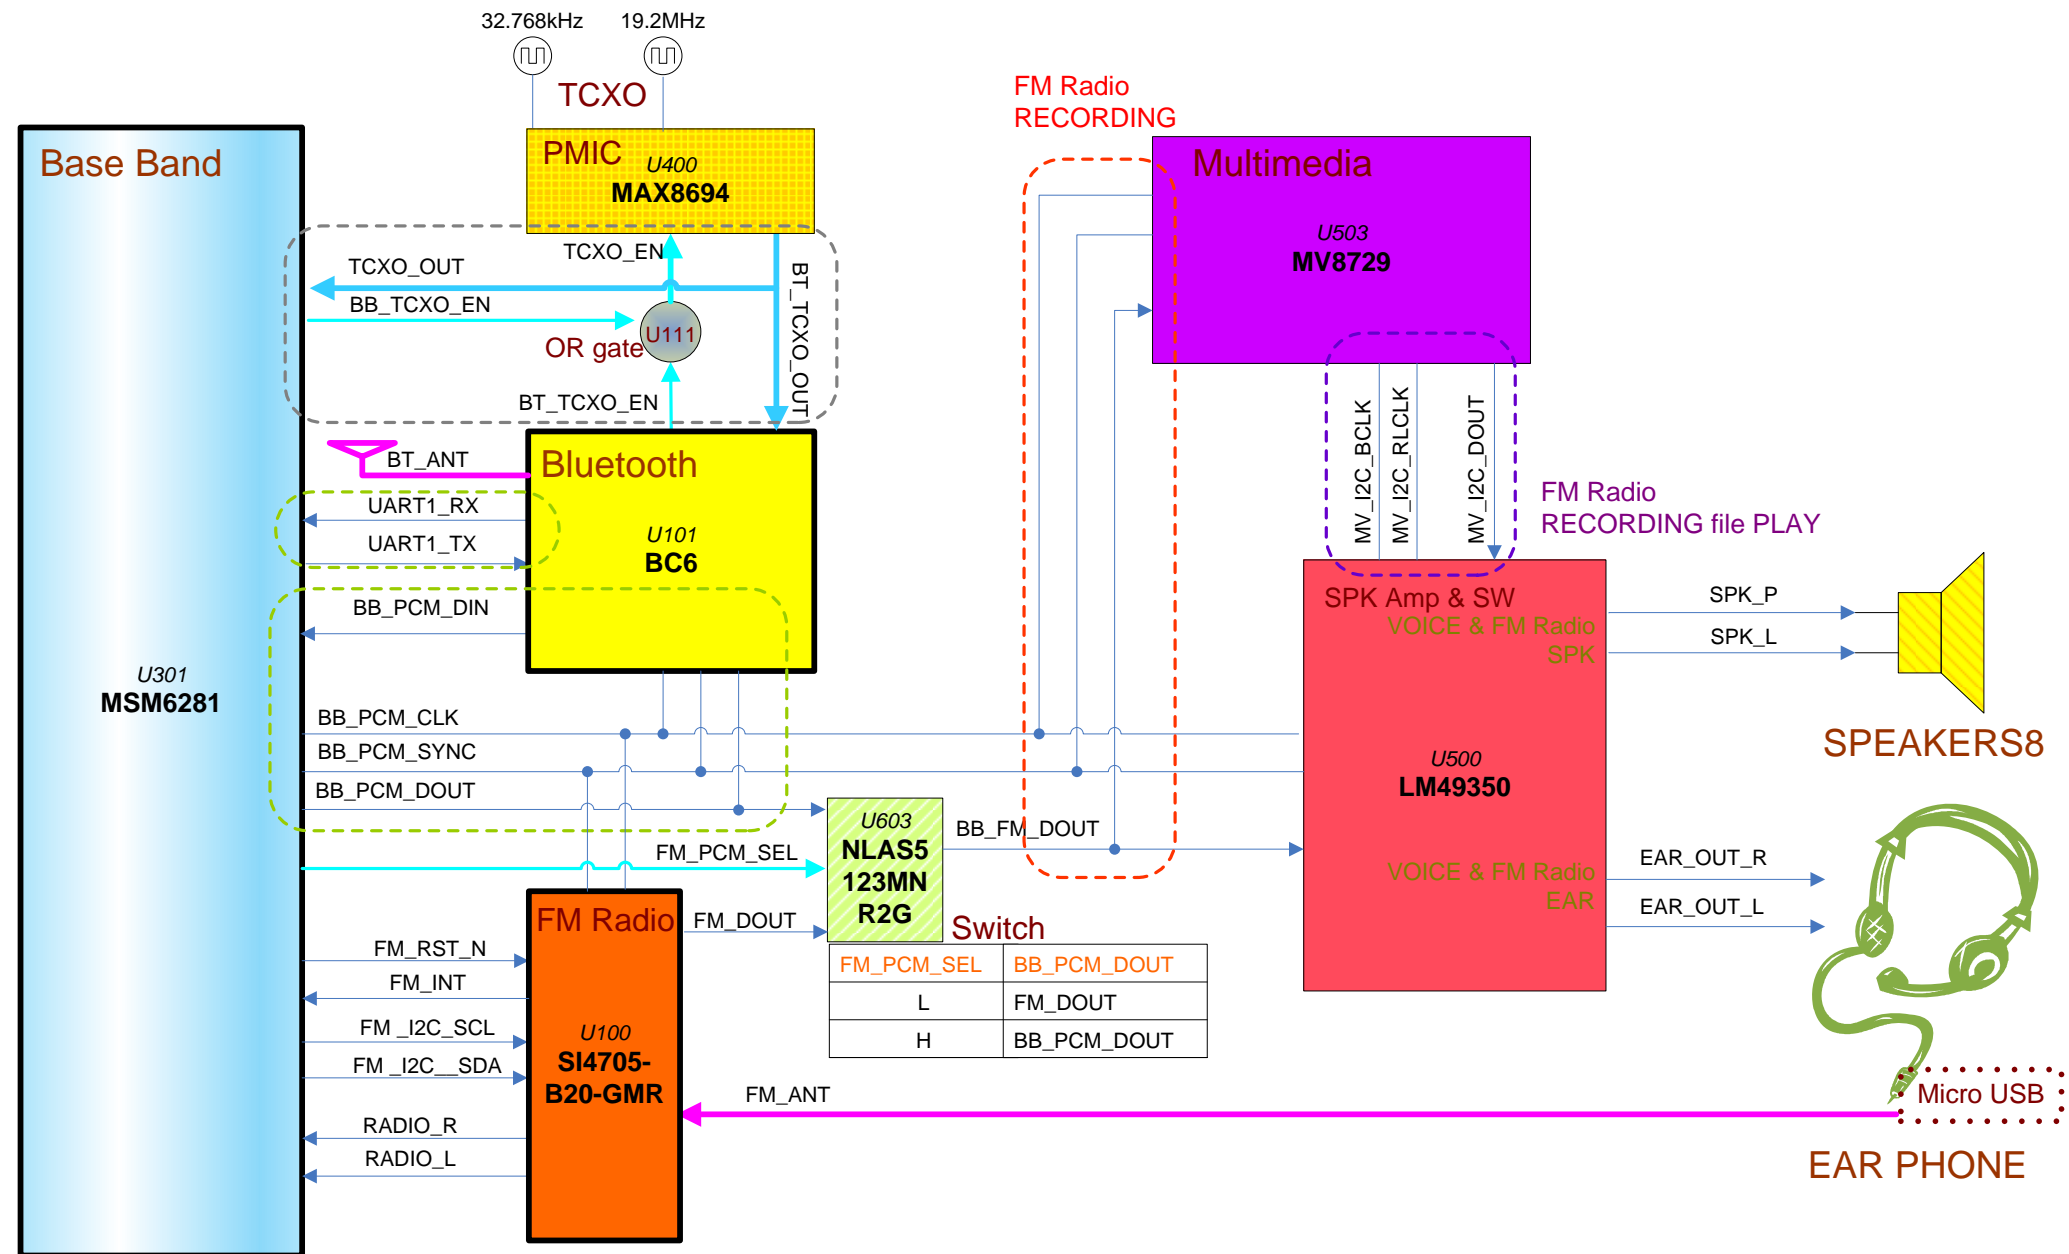 32.768kHz
19.2MHz
TCXO
FM Radio
RECORDING
Base Band
PMIC
U400
MAX8694
Multimedia
U503
MV8729
TCXO_EN
TCXO_OUT
BB_TCXO_EN
OR gate
U111
BT_TCXO_OUT
BT_TCXO_EN
BT_ANT
Bluetooth
U101
BC6
UART1_RX
UART1_TX
BB_PCM_DIN
MV_I2C_BCLK
MV_I2C_RLCLK
MV_I2C_DOUT
FM Radio
RECORDING file PLAY
SPK Amp & SW
VOICE & FM Radio
SPK
SPK_P
SPK_L
SPEAKERS8
U301
MSM6281
BB_PCM_CLK
BB_PCM_SYNC
BB_PCM_DOUT
U500
LM49350
U603
NLAS5
123MN
R2G
BB_FM_DOUT
FM_PCM_SEL
VOICE & FM Radio
EAR
EAR_OUT_R
EAR_OUT_L
FM Radio
FM_DOUT
Switch
FM_PCM_SEL BB_PCM_DOUT
L FM_DOUT
H BB_PCM_DOUT
FM_RST_N
FM_INT
FM _I2C_SCL
FM _I2C__SDA
U100
SI4705-
B20-GMR
RADIO_R
RADIO_L
FM_ANT
Micro USB
EAR PHONE